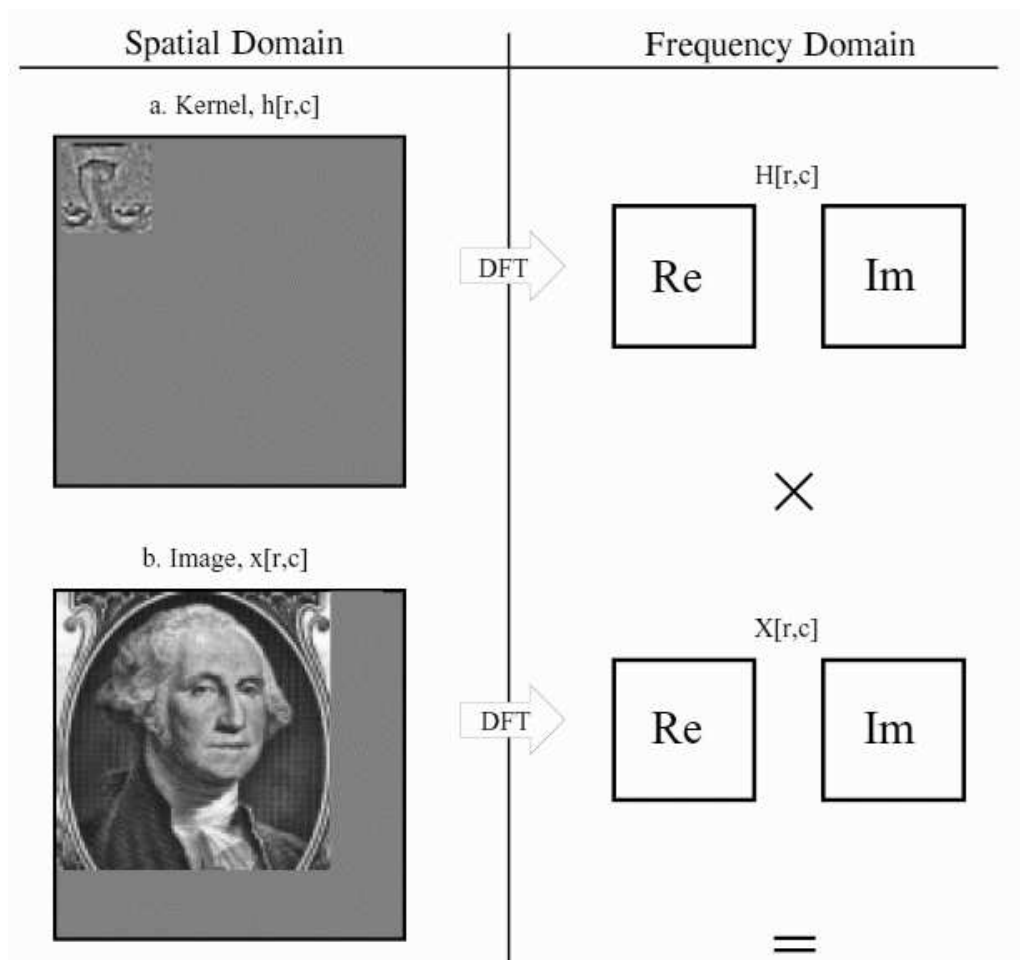 Spatial Domain
Frequency Domain
a. Kernel, h[r,c]
H[r,c]
DFT
Re
Im
×
b. Image, x[r,c]
X[r,c]
DFT
Re
Im
=